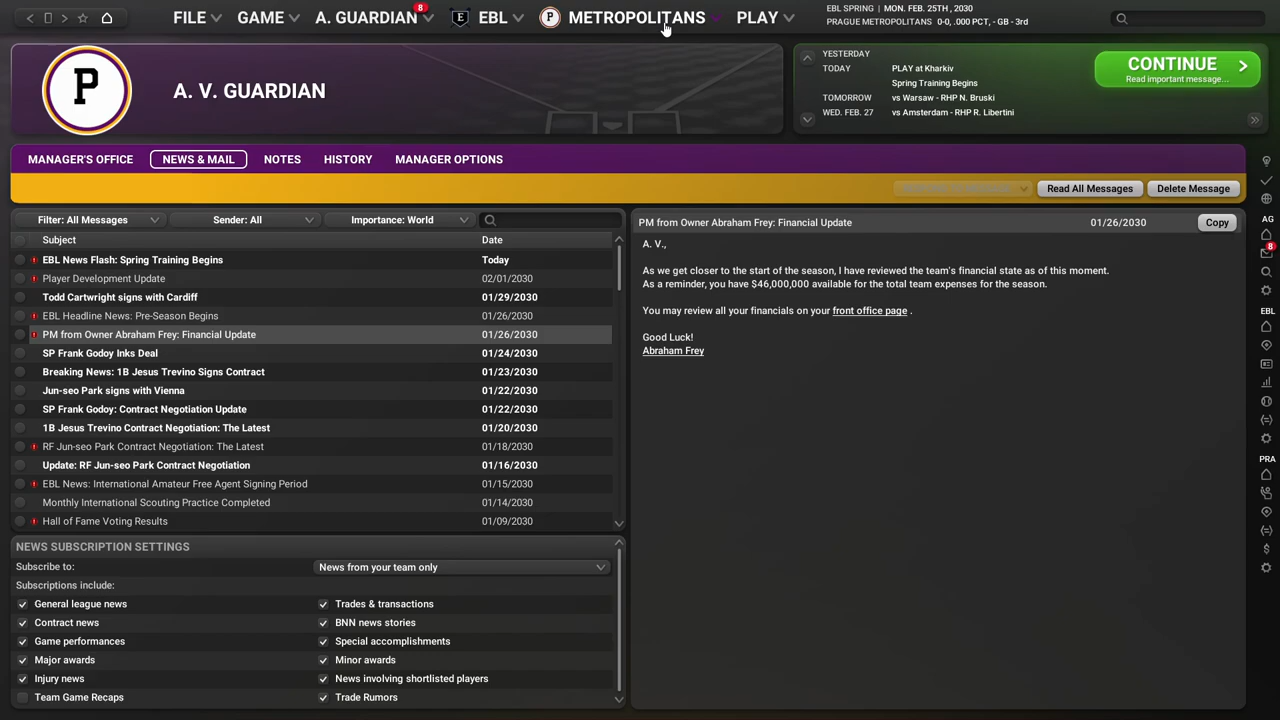 FILE GAME A. GUARDIAN 8 EBL METROPOLITANS PLAY
EBL SPRING | MON. FEB. 25TH , 2030
PRAGUE METROPOLITANS 0-0, .000 PCT, - GB - 3rd
P
A. V. GUARDIAN
YESTERDAY
TODAY PLAY at Kharkiv
Spring Training Begins
TOMORROW vs Warsaw - RHP N. Bruski
WED. FEB. 27 vs Amsterdam - RHP R. Libertini
CONTINUE
Read important message...
MANAGER'S OFFICE NEWS & MAIL NOTES HISTORY MANAGER OPTIONS
Read All Messages Delete Message
Filter: All Messages Sender: All Importance: World
Subject Date
EBL News Flash: Spring Training Begins Today
Player Development Update 02/01/2030
Todd Cartwright signs with Cardiff 01/29/2030
EBL Headline News: Pre-Season Begins 01/26/2030
PM from Owner Abraham Frey: Financial Update 01/26/2030
SP Frank Godoy Inks Deal 01/24/2030
Breaking News: 1B Jesus Trevino Signs Contract 01/23/2030
Jun-seo Park signs with Vienna 01/22/2030
SP Frank Godoy: Contract Negotiation Update 01/22/2030
1B Jesus Trevino Contract Negotiation: The Latest 01/20/2030
RF Jun-seo Park Contract Negotiation: The Latest 01/18/2030
Update: RF Jun-seo Park Contract Negotiation 01/16/2030
EBL News: International Amateur Free Agent Signing Period 01/15/2030
Monthly International Scouting Practice Completed 01/14/2030
Hall of Fame Voting Results 01/09/2030
PM from Owner Abraham Frey: Financial Update 01/26/2030 Copy
A. V.,
As we get closer to the start of the season, I have reviewed the team's financial state as of this moment.
As a reminder, you have $46,000,000 available for the total team expenses for the season.
You may review all your financials on your front office page .
Good Luck!
Abraham Frey
NEWS SUBSCRIPTION SETTINGS
Subscribe to: News from your team only
Subscriptions include:
General league news Trades & transactions
Contract news BNN news stories
Game performances Special accomplishments
Major awards Minor awards
Injury news News involving shortlisted players
Team Game Recaps Trade Rumors
AG
8
EBL
PRA